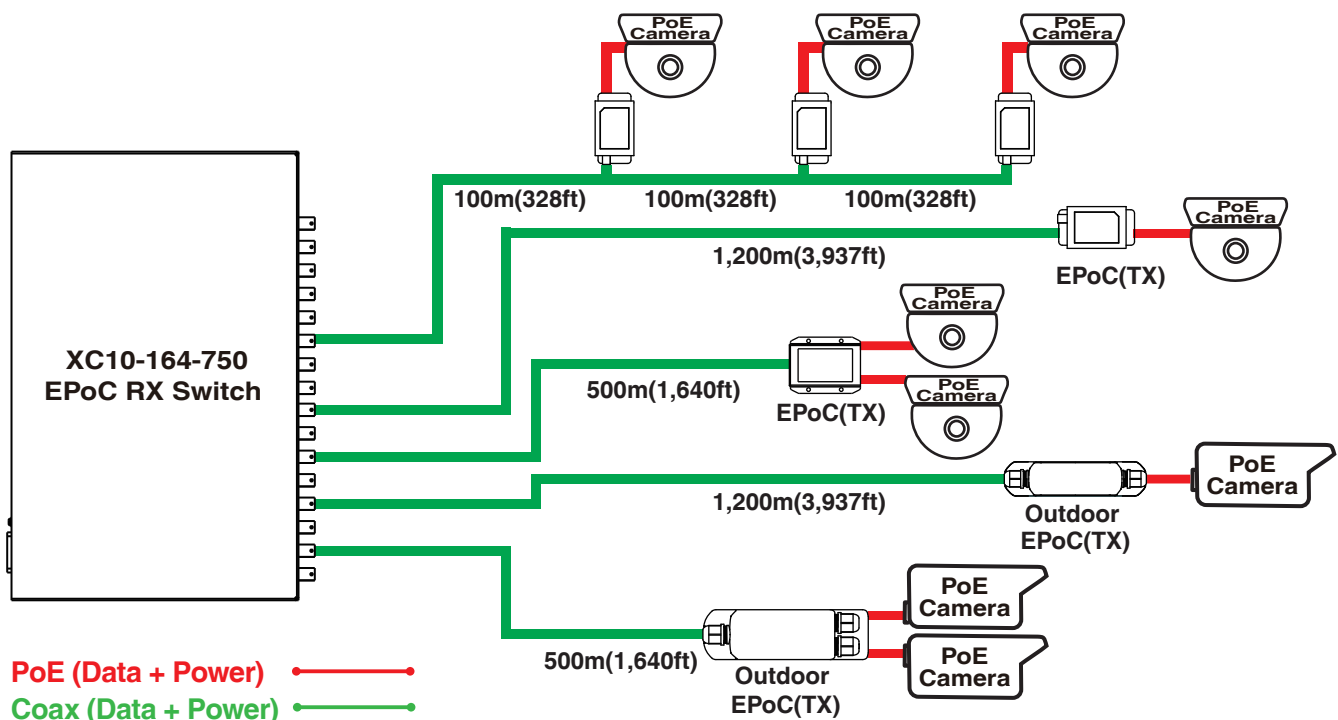 PoE
Camera
PoE
Camera
PoE
Camera
100m(328ft)
100m(328ft)
100m(328ft)
PoE
Camera
1,200m(3,937ft)
EPoC(TX)
PoE
Camera
XC10-164-750
EPoC RX Switch
500m(1,640ft)
EPoC(TX)
PoE
Camera
PoE
Camera
1,200m(3,937ft)
Outdoor
EPoC(TX)
PoE
Camera
500m(1,640ft)
Outdoor
EPoC(TX)
PoE
Camera
PoE (Data + Power)
Coax (Data + Power)